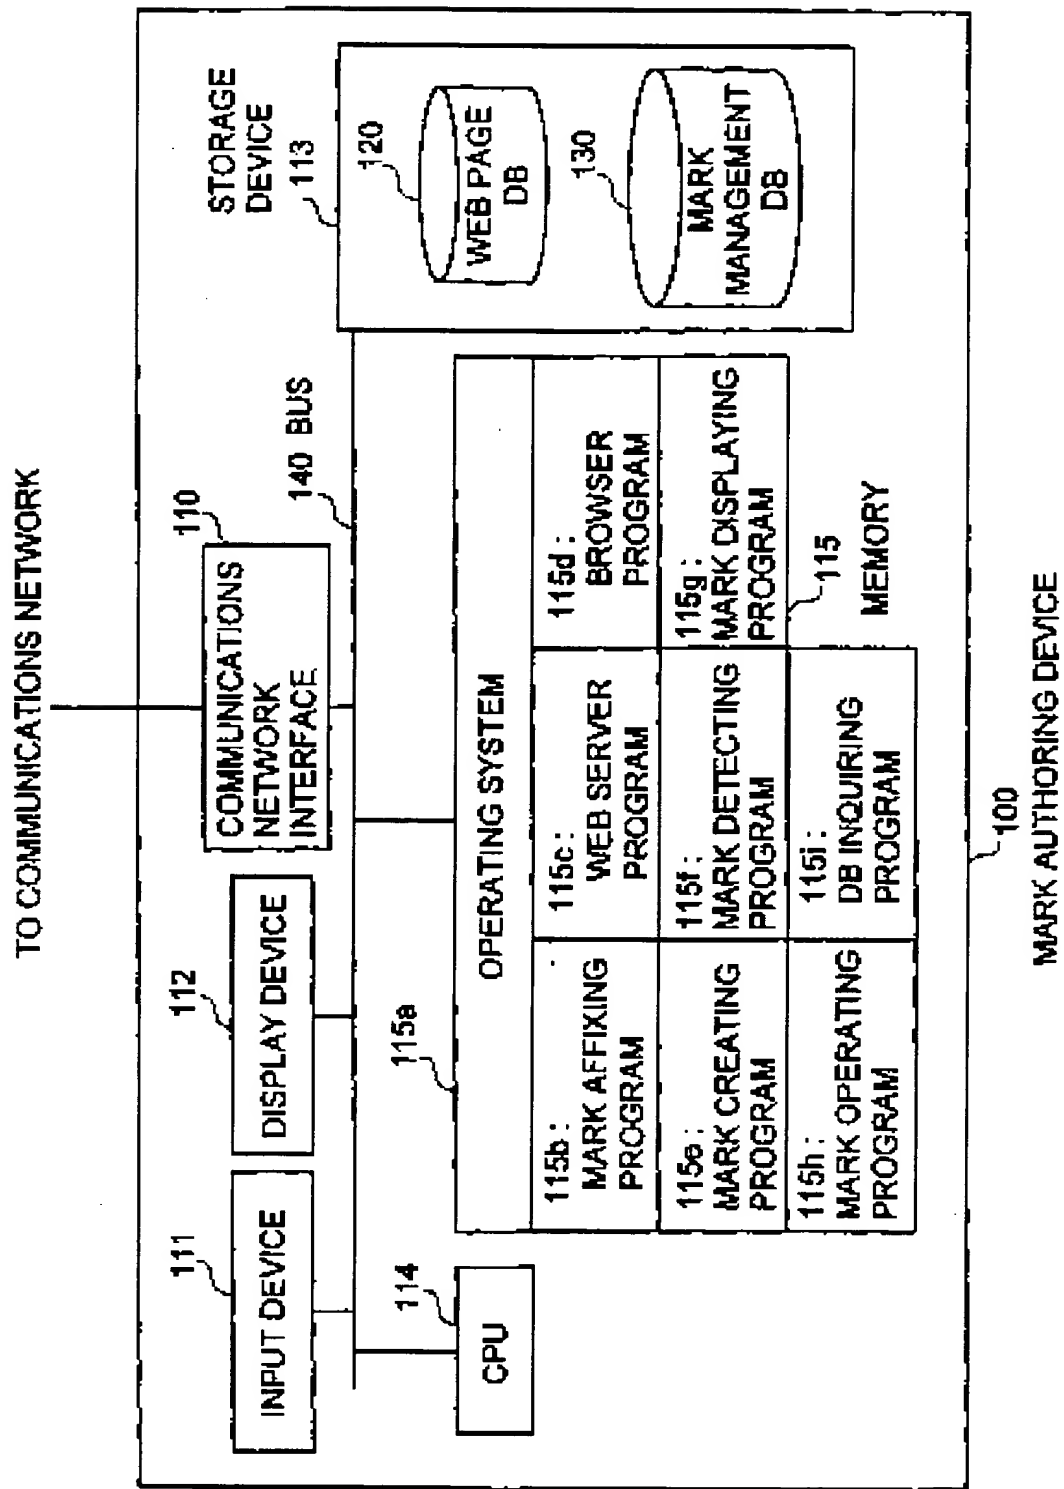 TO COMMUNICATIONS NETWORK
111
INPUT DEVICE
112
DISPLAY DEVICE
110
COMMUNICATIONS
NETWORK
INTERFACE
140 BUS
STORAGE
DEVICE
113
120
WEB PAGE
DB
130
MARK
MANAGEMENT
DB
114
CPU
115a
OPERATING SYSTEM
115b :
MARK AFFIXING
PROGRAM
115c :
WEB SERVER
PROGRAM
115d :
BROWSER
PROGRAM
115e :
MARK CREATING
PROGRAM
115f :
MARK DETECTING
PROGRAM
115g :
MARK DISPLAYING
PROGRAM
115h :
MARK OPERATING
PROGRAM
115i :
DB INQUIRING
PROGRAM
115
MEMORY
100
MARK AUTHORING DEVICE